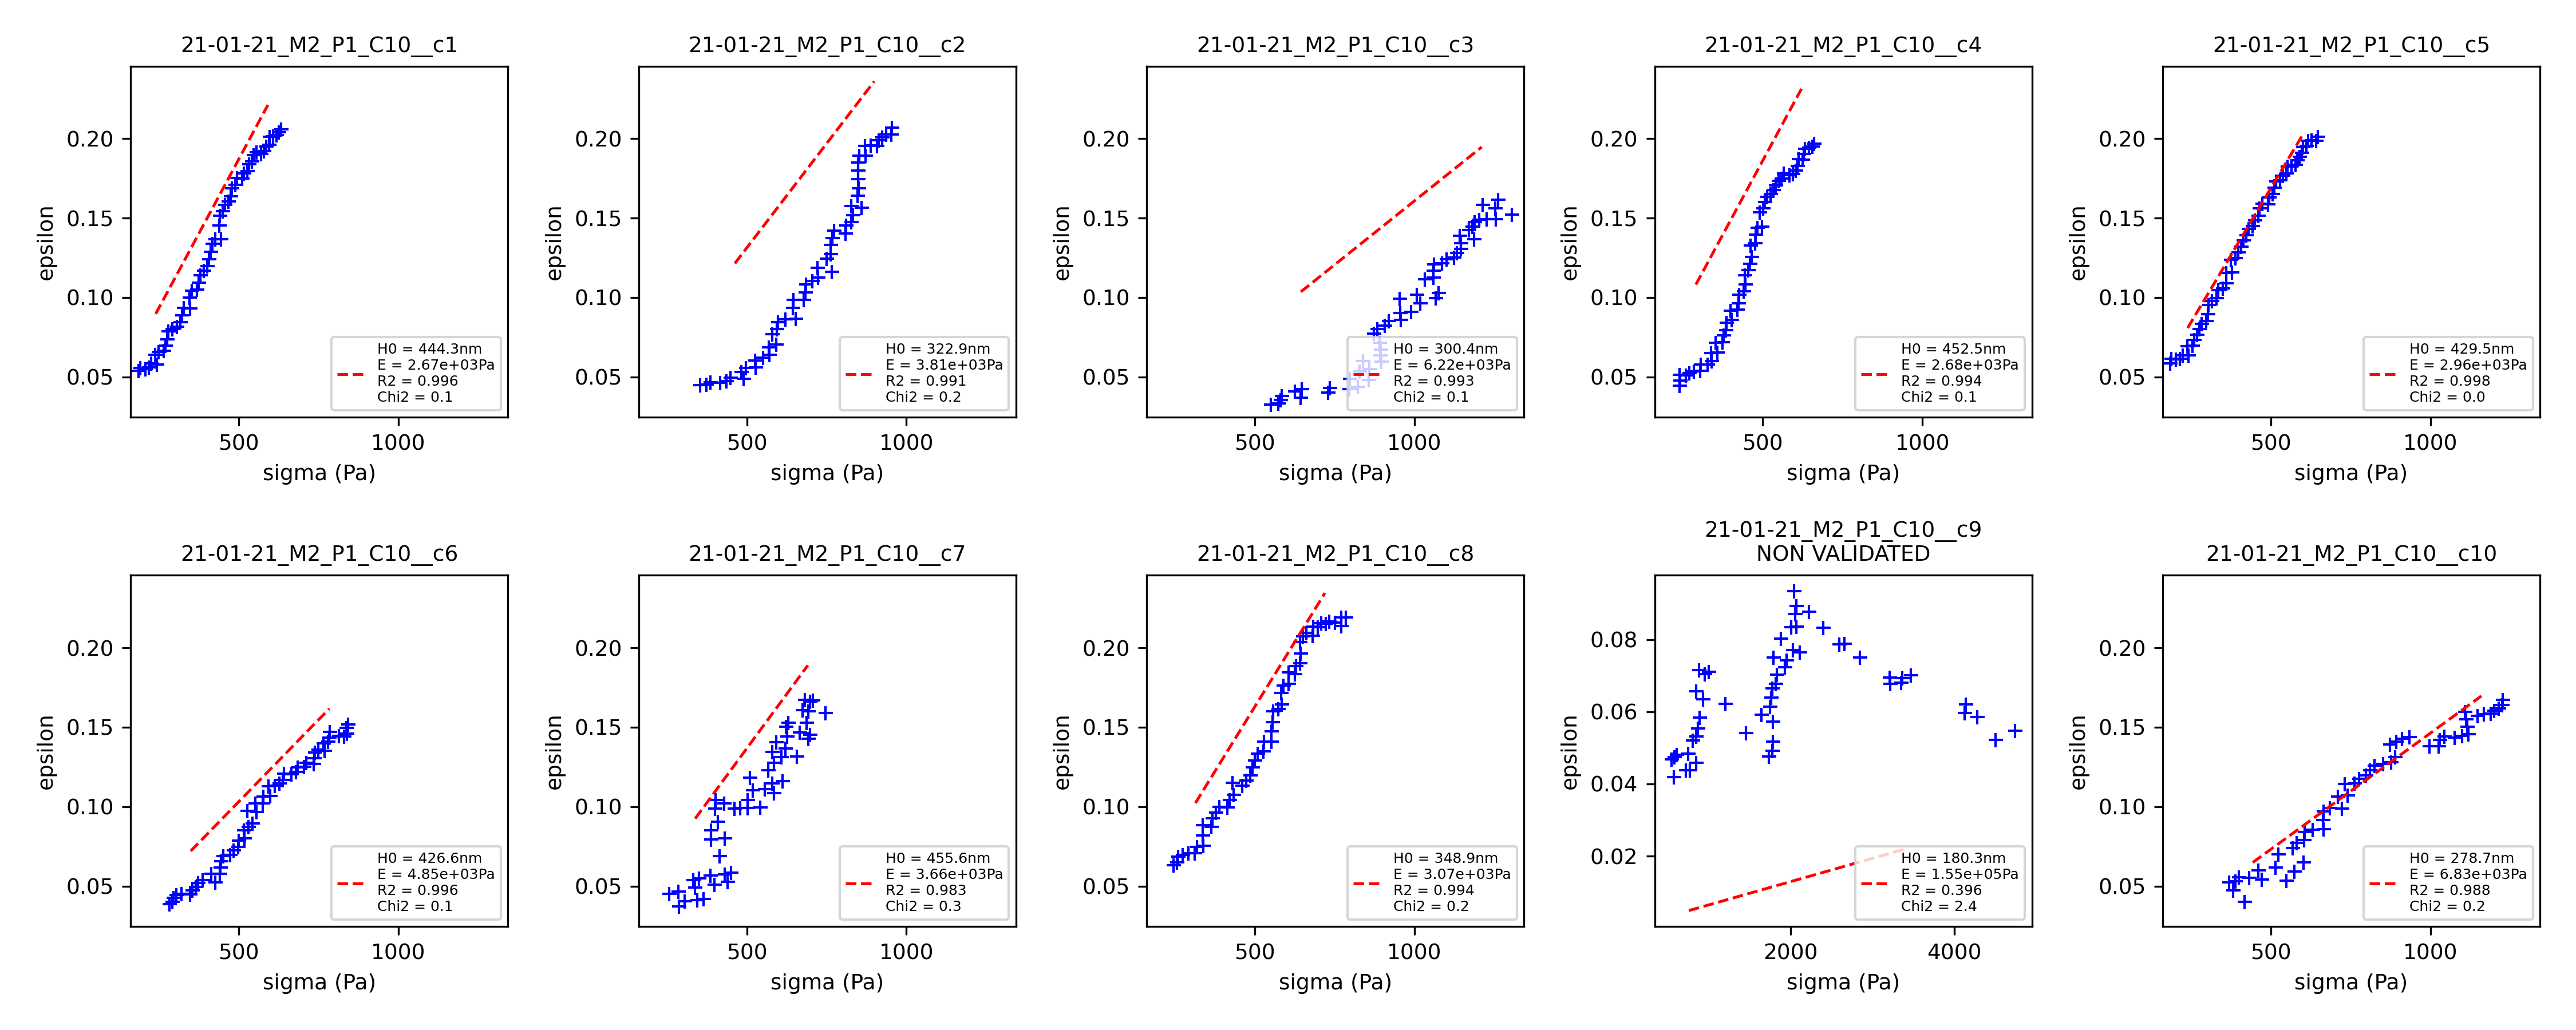 21-01-21_M2_P1_C10__c1
0.20
0.15
0.10
0.05
epsilon
500
1000
sigma (Pa)
H0 = 444.3nm
E = 2.67e+03Pa
R2 = 0.996
Chi2 = 0.1
21-01-21_M2_P1_C10__c2
0.20
0.15
0.10
0.05
epsilon
500
1000
sigma (Pa)
H0 = 322.9nm
E = 3.81e+03Pa
R2 = 0.991
Chi2 = 0.2
21-01-21_M2_P1_C10__c3
0.20
0.15
0.10
0.05
epsilon
500
1000
sigma (Pa)
H0 = 300.4nm
E = 6.22e+03Pa
R2 = 0.993
Chi2 = 0.1
21-01-21_M2_P1_C10__c4
0.20
0.15
0.10
0.05
epsilon
500
1000
sigma (Pa)
H0 = 452.5nm
E = 2.68e+03Pa
R2 = 0.994
Chi2 = 0.1
21-01-21_M2_P1_C10__c5
0.20
0.15
0.10
0.05
epsilon
500
1000
sigma (Pa)
H0 = 429.5nm
E = 2.96e+03Pa
R2 = 0.998
Chi2 = 0.0
21-01-21_M2_P1_C10__c6
0.20
0.15
0.10
0.05
epsilon
500
1000
sigma (Pa)
H0 = 426.6nm
E = 4.85e+03Pa
R2 = 0.996
Chi2 = 0.1
21-01-21_M2_P1_C10__c7
0.20
0.15
0.10
0.05
epsilon
500
1000
sigma (Pa)
H0 = 455.6nm
E = 3.66e+03Pa
R2 = 0.983
Chi2 = 0.3
21-01-21_M2_P1_C10__c8
0.20
0.15
0.10
0.05
epsilon
500
1000
sigma (Pa)
H0 = 348.9nm
E = 3.07e+03Pa
R2 = 0.994
Chi2 = 0.2
21-01-21_M2_P1_C10__c9
NON VALIDATED
0.08
0.06
0.04
0.02
epsilon
2000
4000
sigma (Pa)
H0 = 180.3nm
E = 1.55e+05Pa
R2 = 0.396
Chi2 = 2.4
21-01-21_M2_P1_C10__c10
0.20
0.15
0.10
0.05
epsilon
500
1000
sigma (Pa)
H0 = 278.7nm
E = 6.83e+03Pa
R2 = 0.988
Chi2 = 0.2